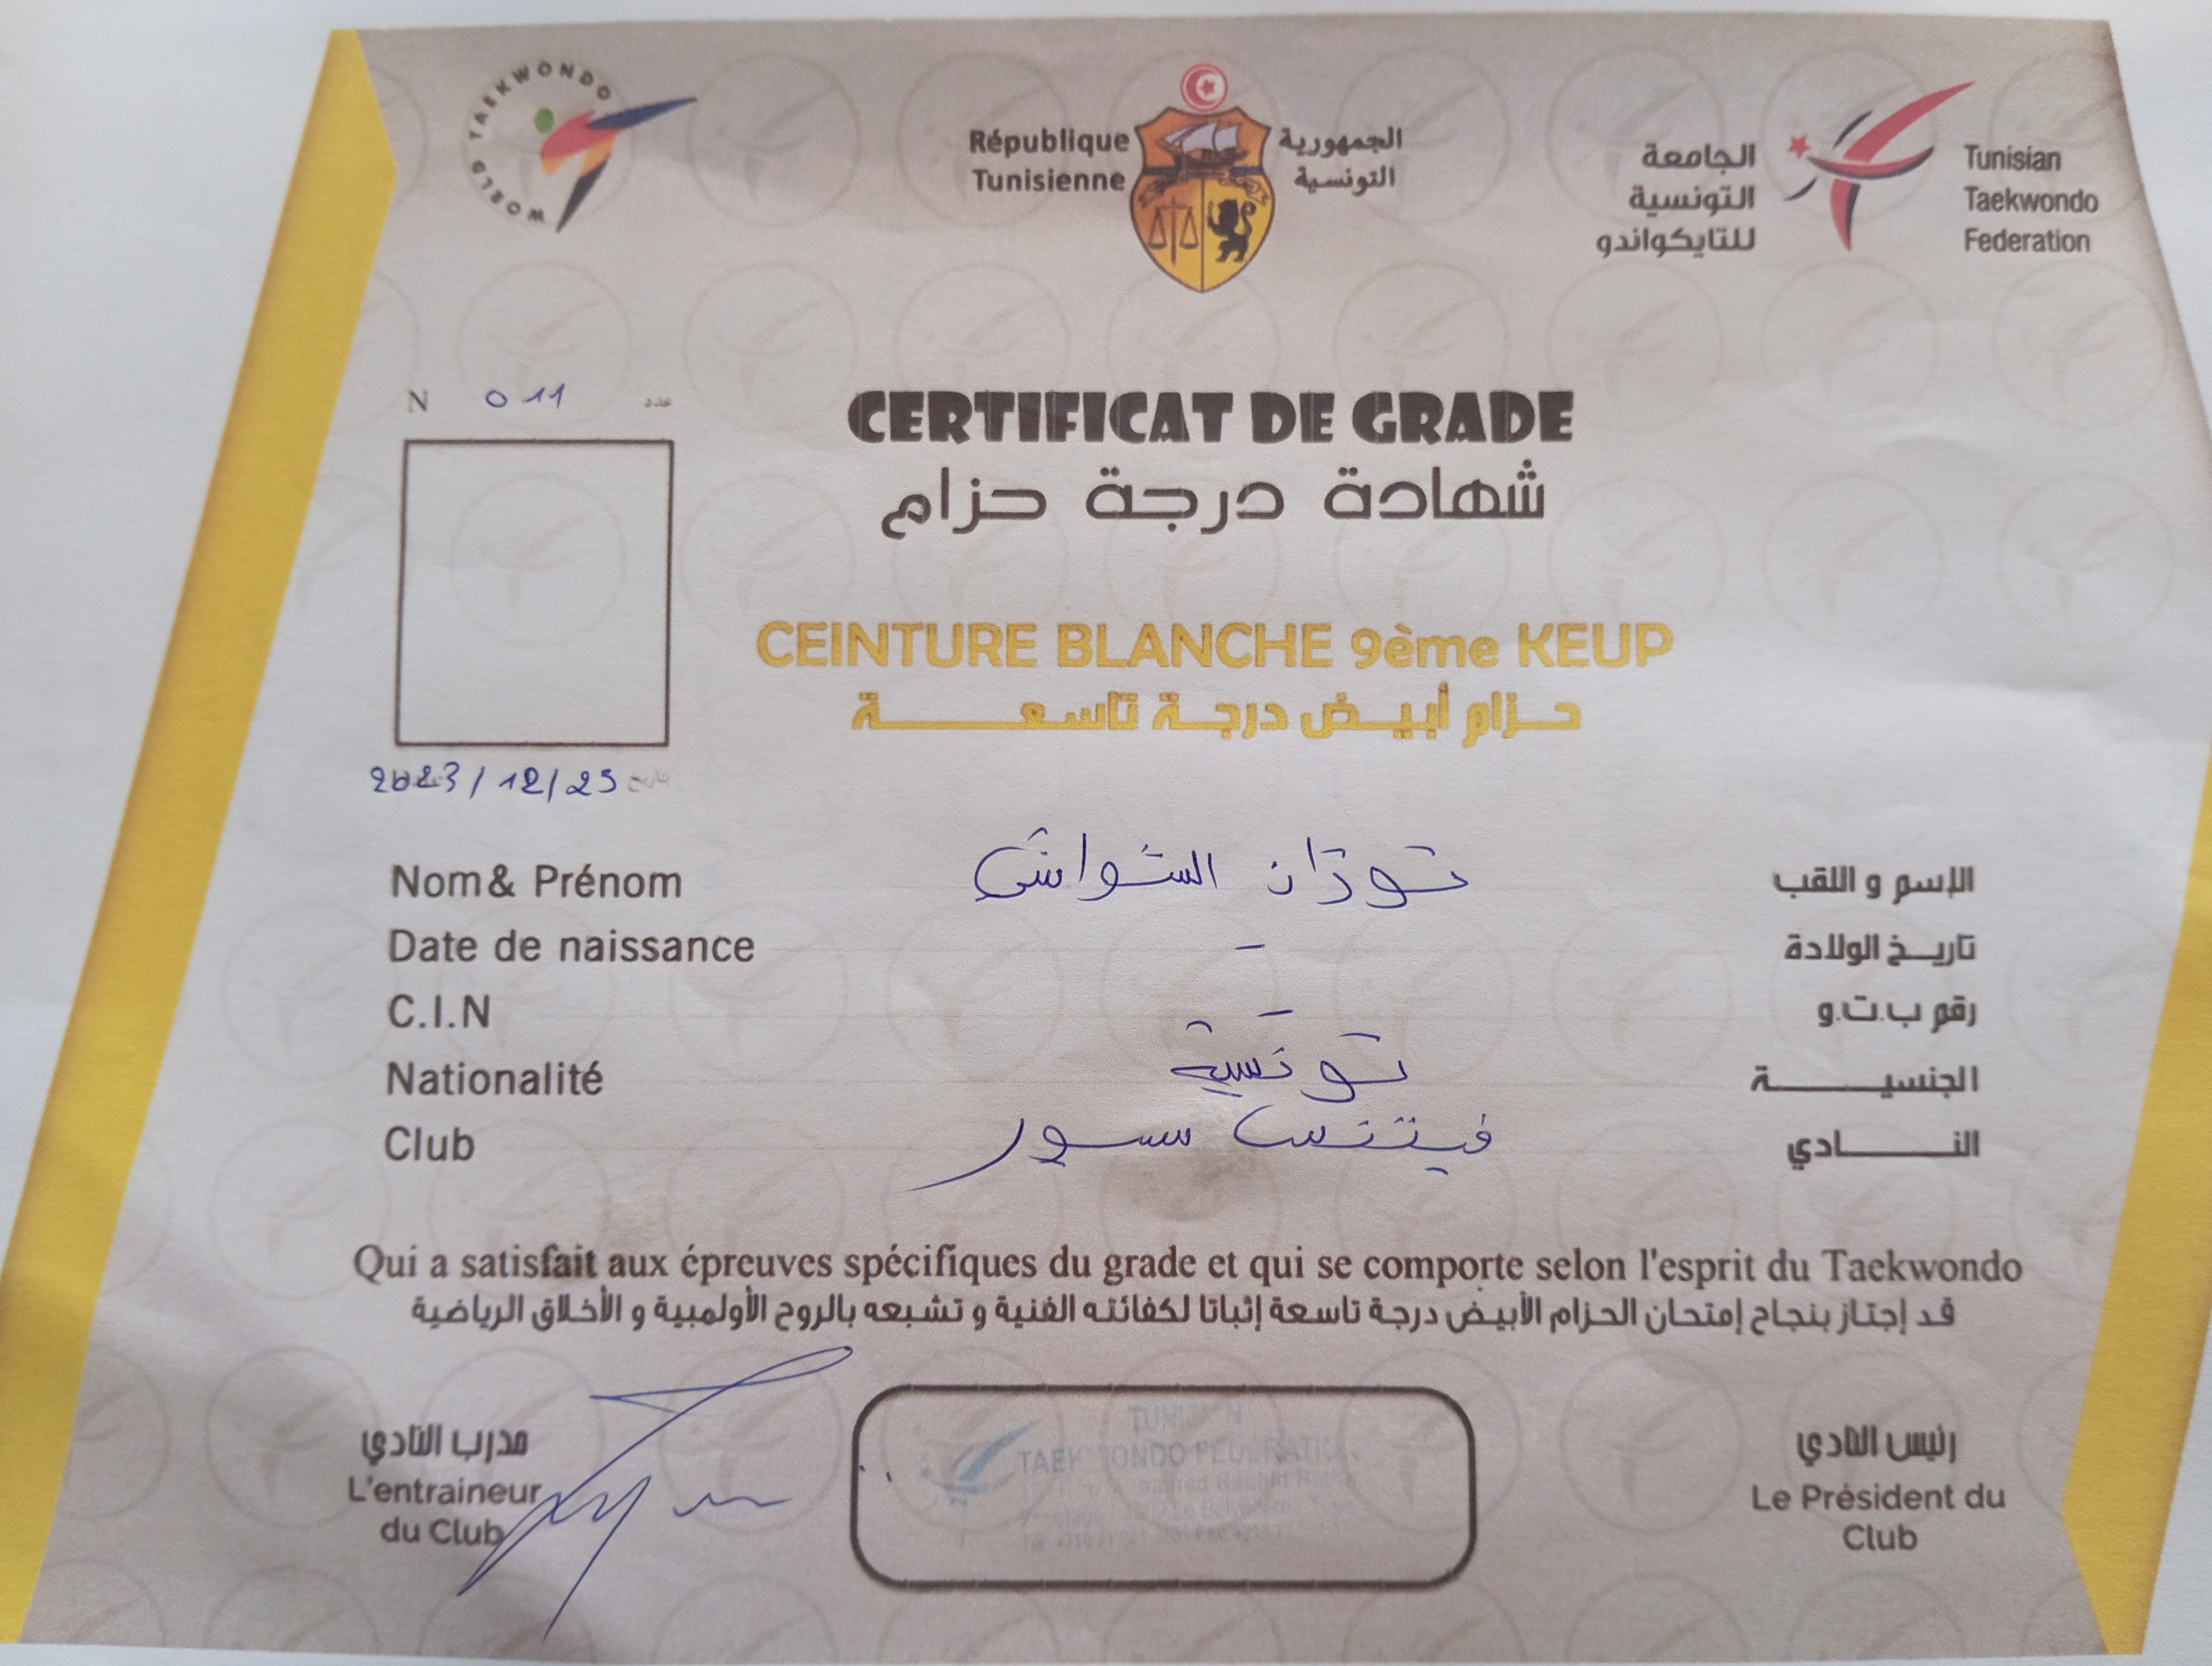 WORLD TAEKWONDO
République Tunisienne
الجمهورية التونسية
الجامعة التونسية للتايكواندو
Tunisian Taekwondo Federation
N 011 عدد
CERTIFICAT DE GRADE
شهادة درجة حزام
CEINTURE BLANCHE 9ème KEUP
حزام أبيض درجة تاسعة
2023/12/25 تاريخ
Nom& Prénom الشواشي الإسم و اللقب
Date de naissance - تاريخ الولادة
C.I.N - رقم ب.ت.و
Nationalité تونسية الجنسية
Club فيتنس سبور النادي
Qui a satisfait aux épreuves spécifiques du grade et qui se comporte selon l'esprit du Taekwondo
قد إجتاز بنجاح إمتحان الحزام الأبيض درجة تاسعة إثباتا لكفائته الفنية و تشبعه بالروح الأولمبية و الأخلاق الرياضية
مدرب النادي
L'entraineur
du Club
TUNISIAN
TAEKWONDO FEDERATION
رئيس النادي
Le Président du
Club